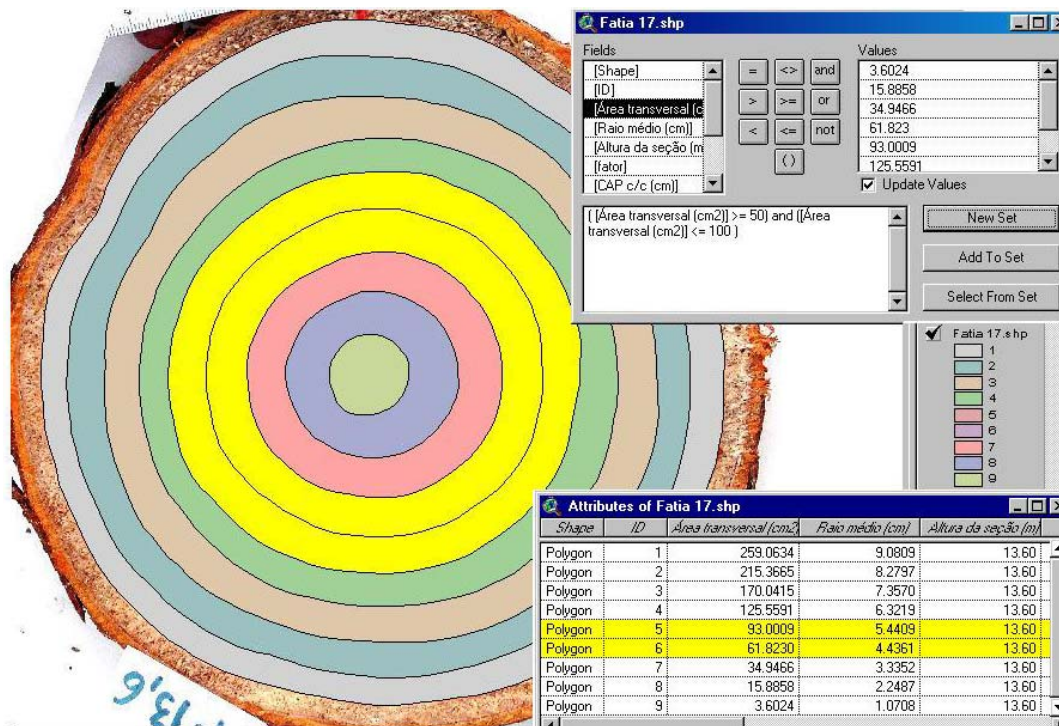 Fatia 17.shp
Fields
[Shape]
[ID]
[Área transversal (c
[Raio médio (cm)]
[Altura da seção (m
[fator]
[CAP c/c (cm)]
= <> and
> >= or
< <= not
( )
Values
3.6024
15.8858
34.9466
61.823
93.0009
125.5591
Update Values
( [Área transversal (cm2)] >= 50) and ([Área
transversal (cm2)] <= 100 )
New Set
Add To Set
Select From Set
Fatia 17.shp
1
2
3
4
5
6
7
8
9
Attributes of Fatia 17.shp
Shape ID Área transversal (cm2 Raio médio (cm) Altura da seção (m)
Polygon 1 259.0634 9.0809 13.60
Polygon 2 215.3665 8.2797 13.60
Polygon 3 170.0415 7.3570 13.60
Polygon 4 125.5591 6.3219 13.60
Polygon 5 93.0009 5.4409 13.60
Polygon 6 61.8230 4.4361 13.60
Polygon 7 34.9466 3.3352 13.60
Polygon 8 15.8858 2.2487 13.60
Polygon 9 3.6024 1.0708 13.60
13,6